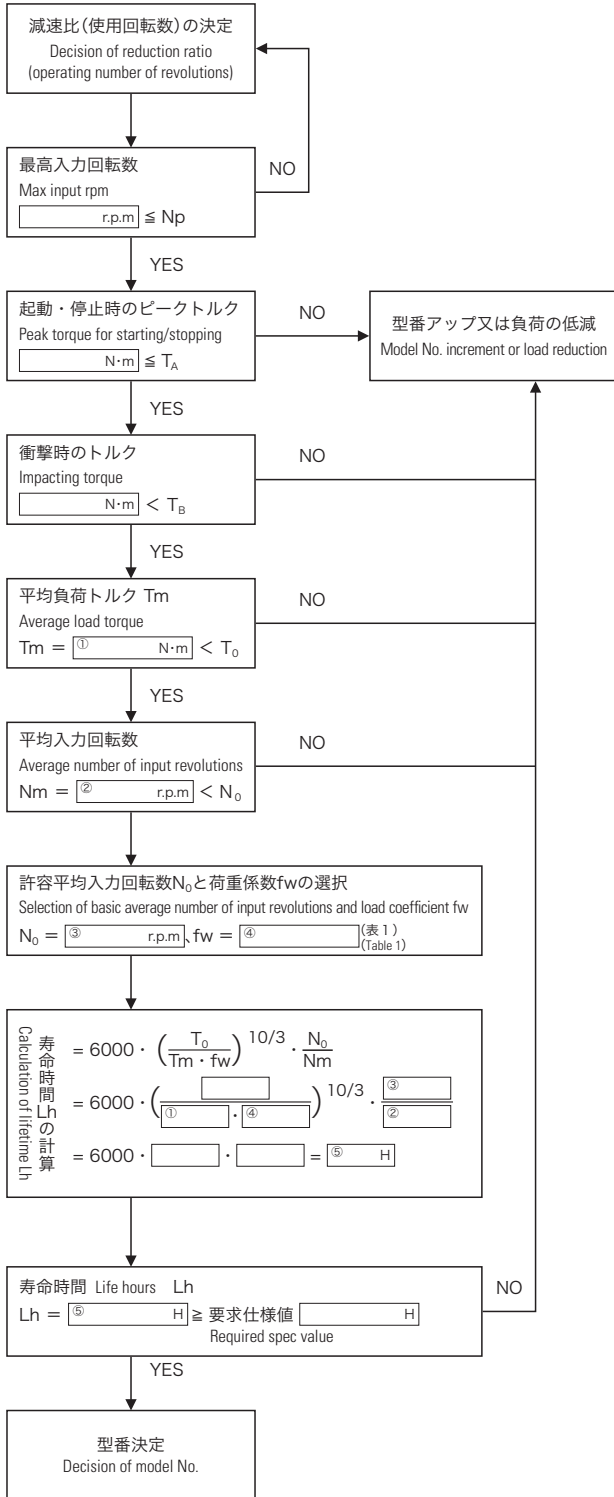 減速比(使用回転数)の決定
Decision of reduction ratio
(operating number of revolutions)
最高入力回転数
Max input rpm
r.p.m ≦ Np
NO
YES
起動・停止時のピークトルク
Peak torque for starting/stopping
N·m ≦ TA
NO
型番アップ又は負荷の低減
Model No. increment or load reduction
YES
衝撃時のトルク
Impacting torque
N·m < TB
NO
YES
平均負荷トルク Tm
Average load torque
Tm = ① N·m < T0
NO
YES
平均入力回転数
Average number of input revolutions
Nm = ② r.p.m < N0
NO
許容平均入力回転数N0と荷重係数fwの選択
Selection of basic average number of input revolutions and load coefficient fw
N0 = ③ r.p.m、fw = ④ (表1)
(Table 1)
寿命時間Lhの計算
Calculation of lifetime Lh
= 6000・(T0/Tm・fw) 10/3・N0/Nm
= 6000・( /①・④) 10/3・③/②
= 6000・ ・ = ⑤ H
寿命時間 Life hours Lh
Lh = ⑤ H ≧ 要求仕様値 H
Required spec value
NO
YES
型番決定
Decision of model No.